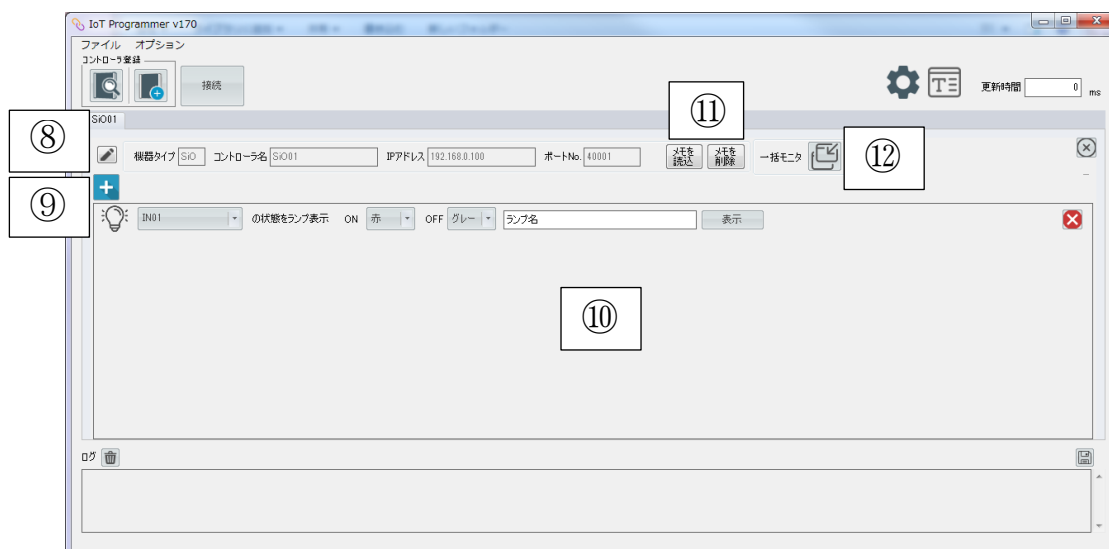 IoT Programmer v170
ファイル オプション
コントローラ登録
接続
更新時間 0 ms
⑪
SiO01
⑧
機器タイプ SiO コントローラ名 SiO01 IPアドレス 192.168.0.100 ポートNo. 40001 メモを読込 メモを削除 一括モニタ
⑫
⑨
IN01 の状態をランプ表示 ON 赤 OFF グレー ランプ名 表示
⑩
ログ